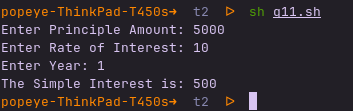 popeye-ThinkPad-T450s→ t2 ▷ sh q11.sh
Enter Principle Amount: 5000
Enter Rate of Interest: 10
Enter Year: 1
The Simple Interest is: 500
popeye-ThinkPad-T450s→ t2 ▷